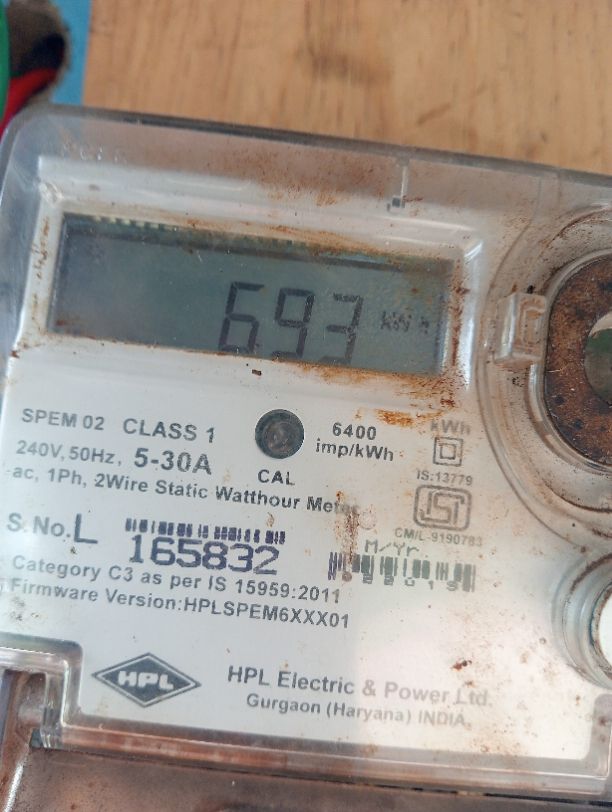 693 kWh
SPEM 02 CLASS 1
240V, 50Hz, 5-30A
ac, 1Ph, 2Wire Static Watthour Meter
CAL
6400
imp/kWh
kWh
IS:13779
ISI
CM/L-9190783
S.No.L 165832
M/Yr.
Category C3 as per IS 15959:2011
Firmware Version:HPLSPEM6XXX01
HPL
HPL Electric & Power Ltd.
Gurgaon (Haryana) INDIA